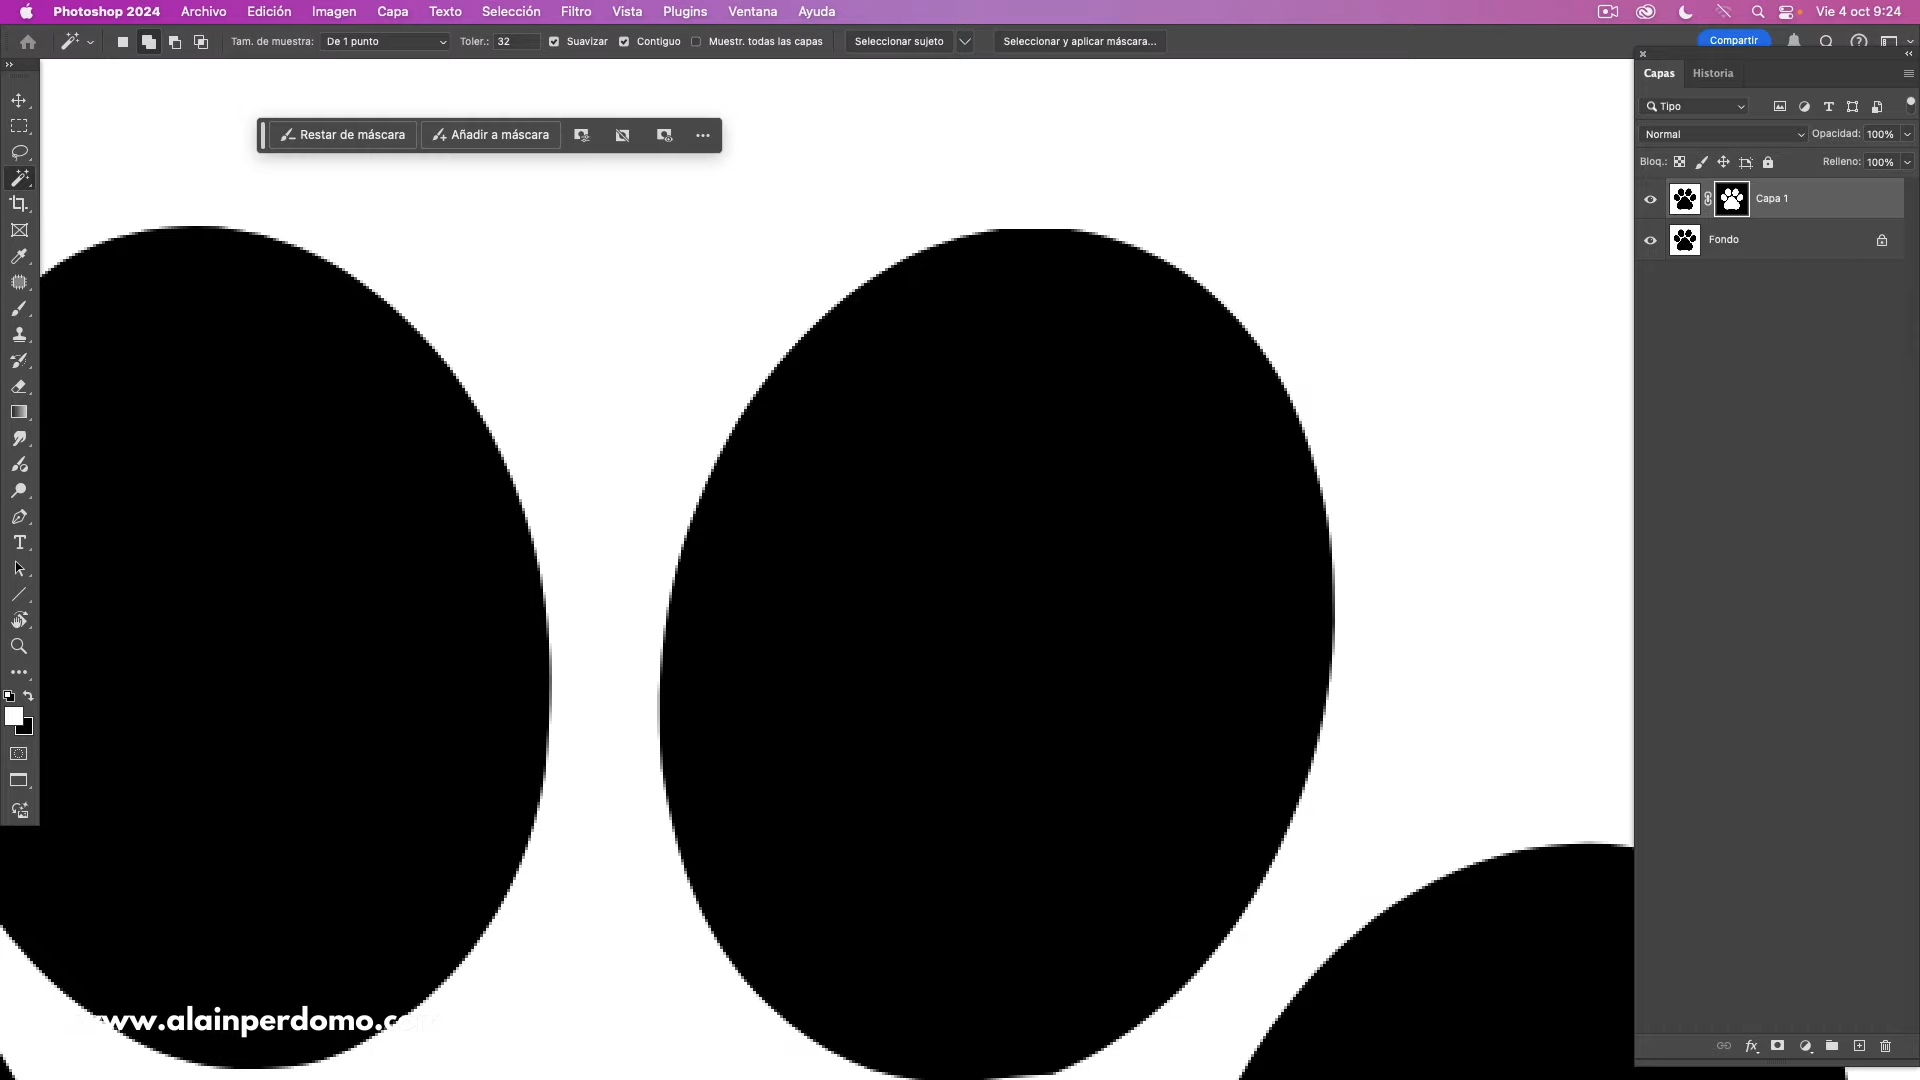 Photoshop 2024 Archivo Edición Imagen Capa Texto Selección Filtro Vista Plugins Ventana Ayuda Vie 4 oct 9:24
Tam. de muestra: De 1 punto Toler.: 32 Suavizar Contiguo Muestr. todas las capas Seleccionar sujeto Seleccionar y aplicar máscara... Compartir
Capas Historia
Tipo
Restar de máscara Añadir a máscara
Normal Opacidad: 100%
Bloq.: Relleno: 100%
Capa 1
Fondo
www.alainperdomo.com